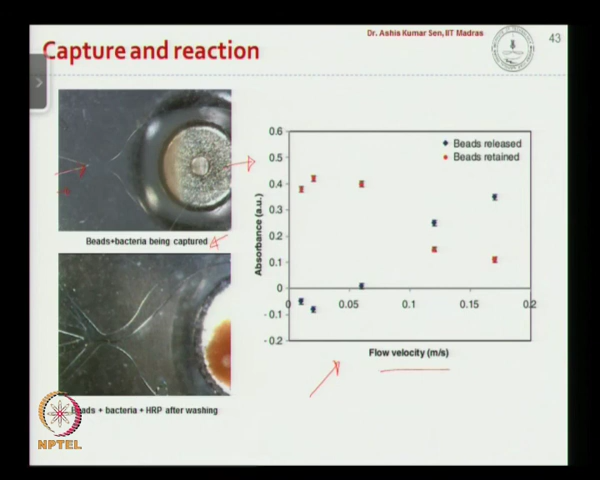 Dr. Ashis Kumar Sen, IIT Madras
43
Capture and reaction
Beads+bacteria being captured
Beads released
Beads retained
0.6
0.5
0.4
0.3
0.2
0.1
0
- 0.1
- 0.2
Absorbance (a.u.)
0
0.05
0.1
0.15
0.2
Flow velocity (m/s)
ads + bacteria + HRP after washing
NPTEL